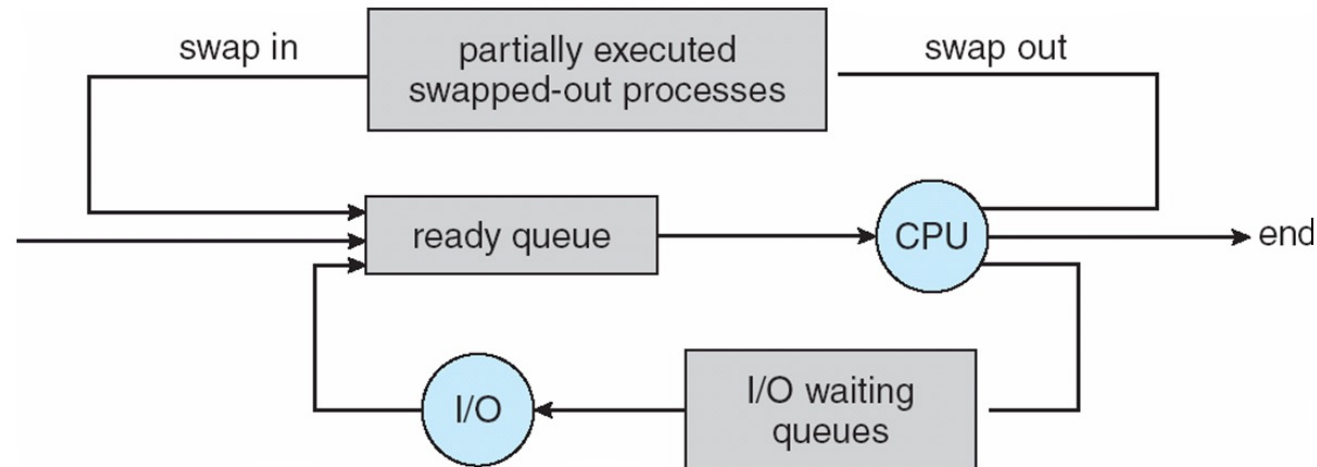 swap in
partially executed
swapped-out processes
swap out
ready queue
CPU
end
I/O
I/O waiting
queues